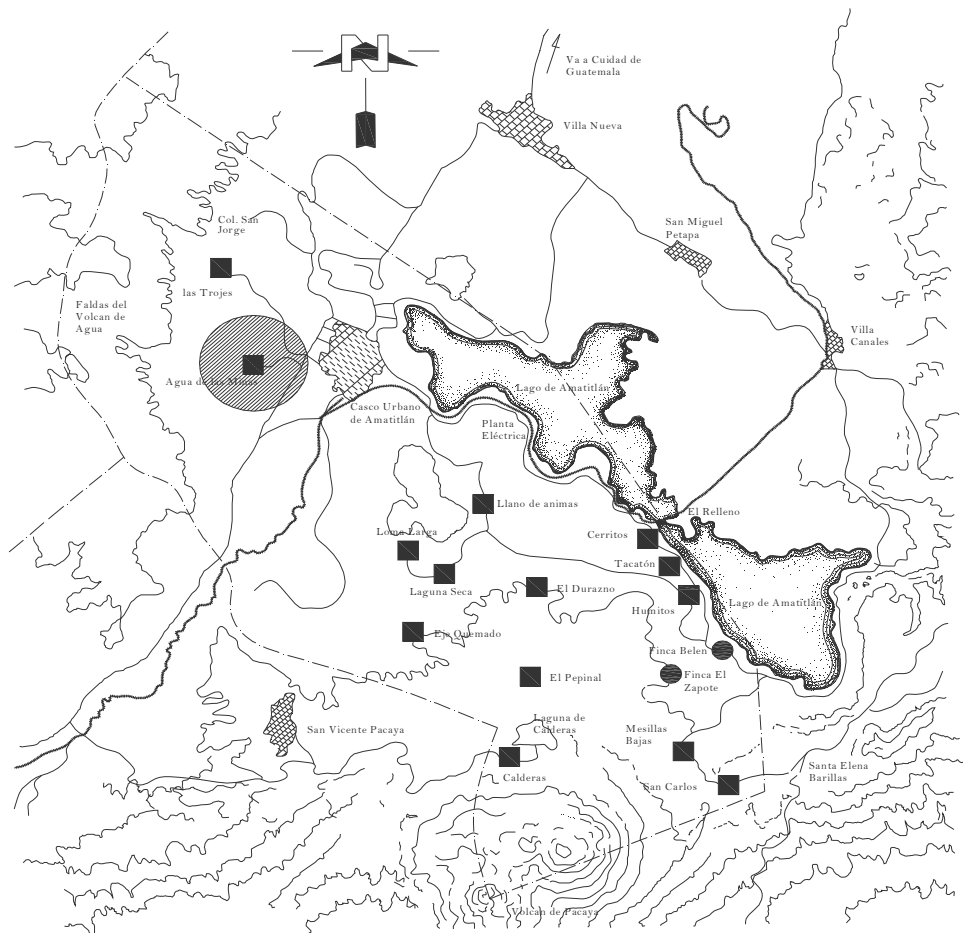 N
Va a Cuidad de
Guatemala
Villa Nueva
Col. San
Jorge
San Miguel
Petapa
las Trojes
Faldas del
Volcan de
Agua
Villa
Canales
Agua de las Minas
Lago de Amatitlán
Casco Urbano
de Amatitlán
Planta
Eléctrica
Llano de animas
El Relleno
Loma Larga
Cerritos
Tacatón
Laguna Seca
El Durazno
Lago de Amatitlán
Humitos
Eje Quemado
Finca Belen
El Pepinal
Finca El
Zapote
Laguna de
Calderas
San Vicente Pacaya
Mesillas
Bajas
Calderas
Santa Elena
Barillas
San Carlos
Volcan de Pacaya